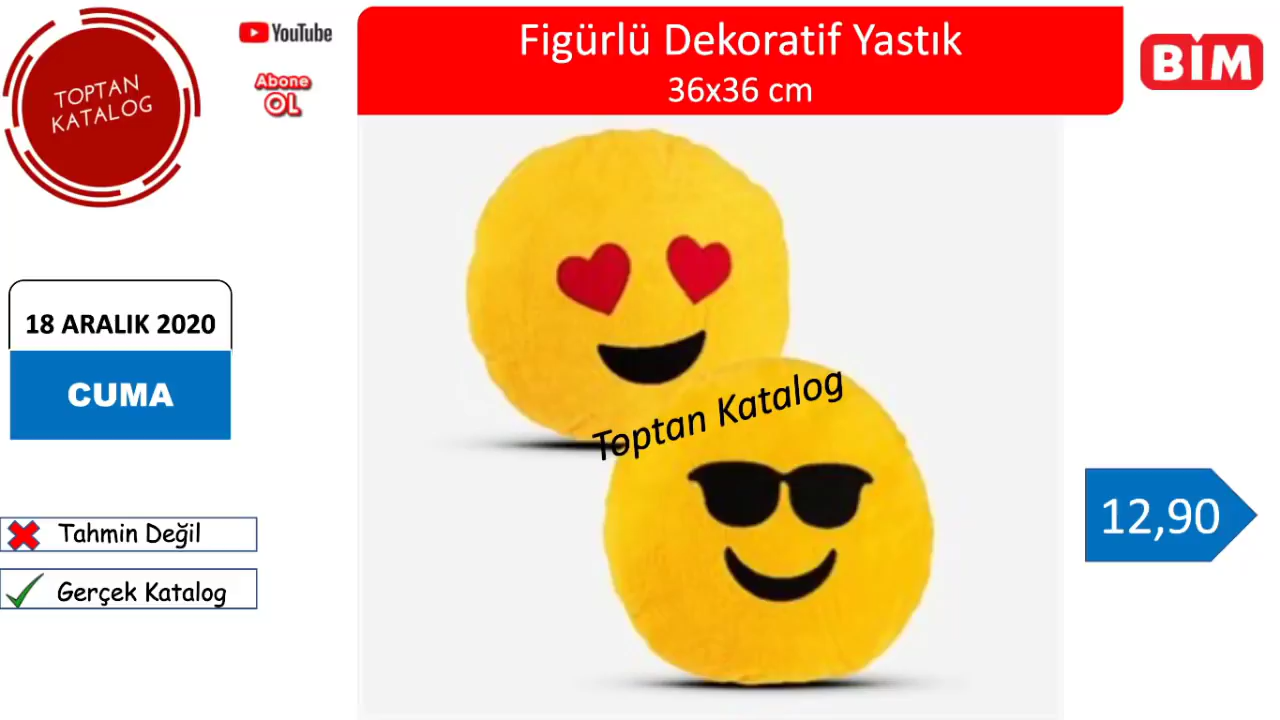 TOPTAN
KATALOG
YouTube
Abone
OL
Figürlü Dekoratif Yastık
36x36 cm
BİM
18 ARALIK 2020
CUMA
Toptan Katalog
12,90
Tahmin Değil
Gerçek Katalog